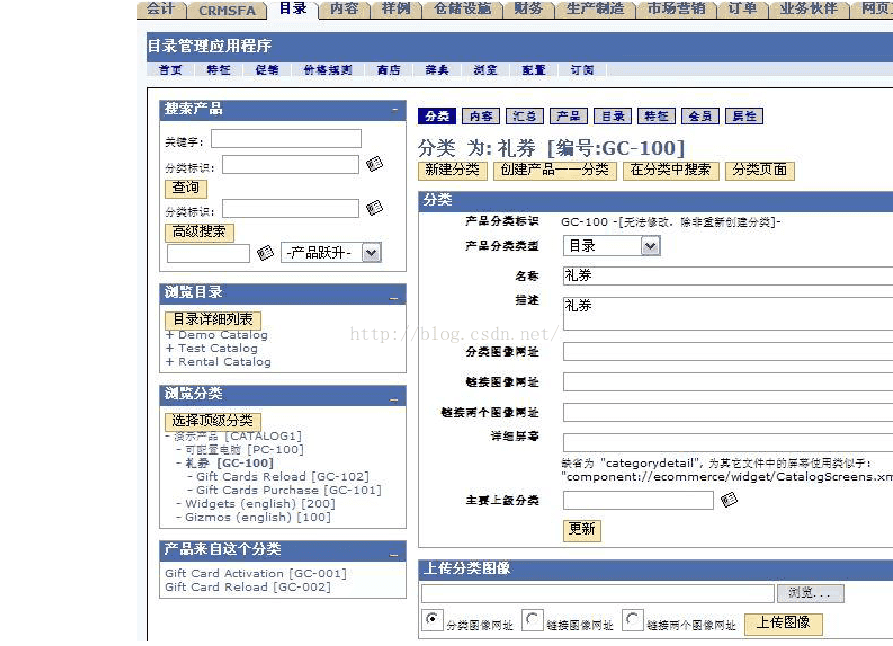 会计 CRMSFA 目录 内容 样例 仓储设施 财务 生产制造 市场营销 订单 业务伙伴 网页
目录管理应用程序
首页 特征 促销 价格规则 商店 辞典 浏览 配置 订阅
搜索产品 -
关键字:
分类标识:
查询
分类标识:
高级搜索
-产品跃升-
浏览目录 _
目录详细列表
+ Demo Catalog
+ Test Catalog
+ Rental Catalog
浏览分类 _
选择顶级分类
- 演示产品 [CATALOG1]
- 可配置电脑 [PC-100]
- 礼券 [GC-100]
- Gift Cards Reload [GC-102]
- Gift Cards Purchase [GC-101]
- Widgets (english) [200]
- Gizmos (english) [100]
产品来自这个分类 _
Gift Card Activation [GC-001]
Gift Card Reload [GC-002]
分类 内容 汇总 产品 目录 特征 会员 属性
分类 为: 礼券 [编号:GC-100]
新建分类 创建产品一一分类 在分类中搜索 分类页面
分类
产品分类标识 GC-100 -[无法修改, 除非重新创建分类]-
产品分类类型 目录
名称 礼券
描述 礼券
http://blog.csdn.net/
分类图像网址
链接图像网址
链接两个图像网址
详细屏幕
缺省为 "categorydetail", 为其它文件中的屏幕使用类似于:
"component://ecommerce/widget/CatalogScreens.xm
主要上级分类
更新
上传分类图像
浏览...
分类图像网址 链接图像网址 链接两个图像网址 上传图像